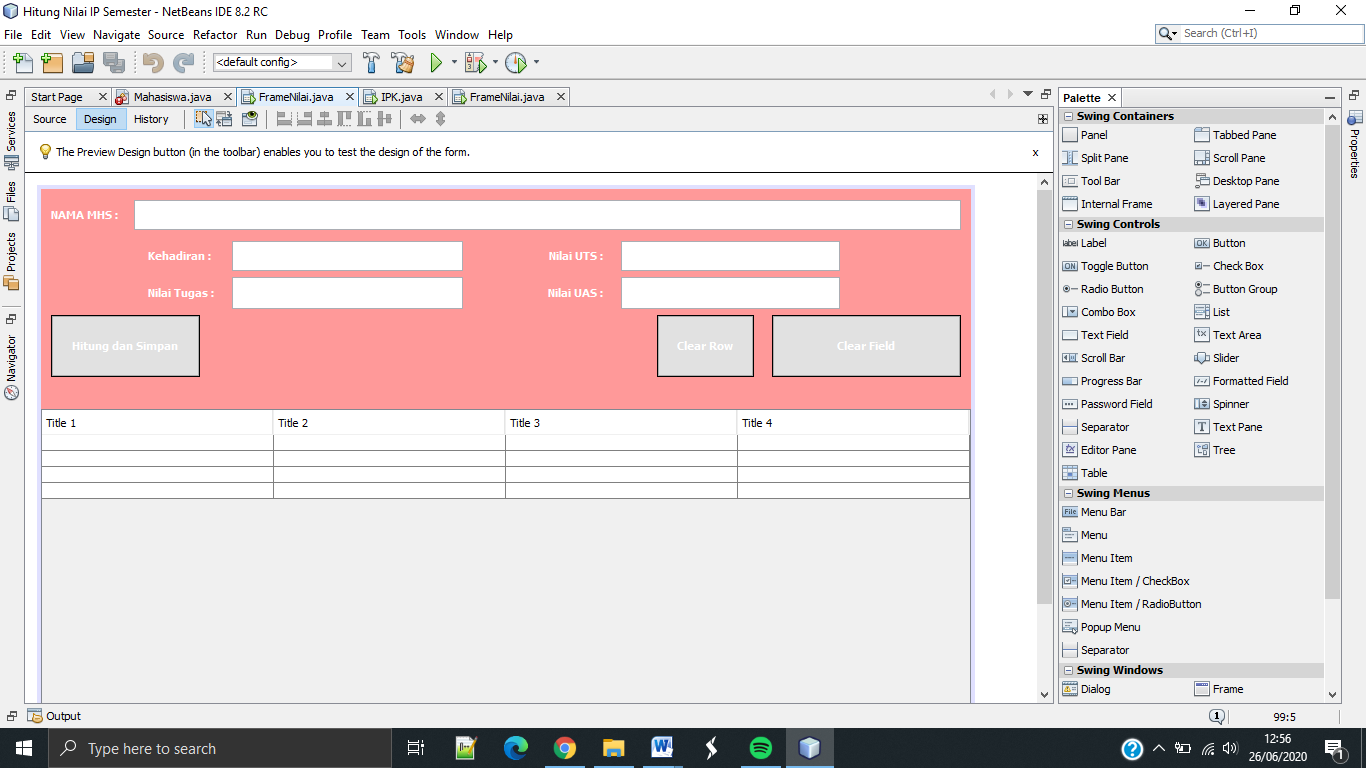 Hitung Nilai IP Semester - NetBeans IDE 8.2 RC
File Edit View Navigate Source Refactor Run Debug Profile Team Tools Window Help
Search (Ctrl+I)
<default config>
Start Page Mahasiswa.java FrameNilai.java IPK.java FrameNilai.java
Source Design History
The Preview Design button (in the toolbar) enables you to test the design of the form.
x
Services
Files
Projects
Navigator
NAMA MHS :
Kehadiran : Nilai UTS :
Nilai Tugas : Nilai UAS :
Hitung dan Simpan Clear Row Clear Field
Title 1 Title 2 Title 3 Title 4
Palette
Swing Containers
Panel Tabbed Pane
Split Pane Scroll Pane
Tool Bar Desktop Pane
Internal Frame Layered Pane
Swing Controls
label Label OK Button
ON Toggle Button Check Box
Radio Button Button Group
Combo Box List
Text Field Text Area
Scroll Bar Slider
Progress Bar Formatted Field
Password Field Spinner
Separator Text Pane
Editor Pane Tree
Table
Swing Menus
File Menu Bar
Menu
Menu Item
Menu Item / CheckBox
Menu Item / RadioButton
Popup Menu
Separator
Swing Windows
Dialog Frame
Properties
Output
1 99:5
Type here to search
12:56
26/06/2020
1